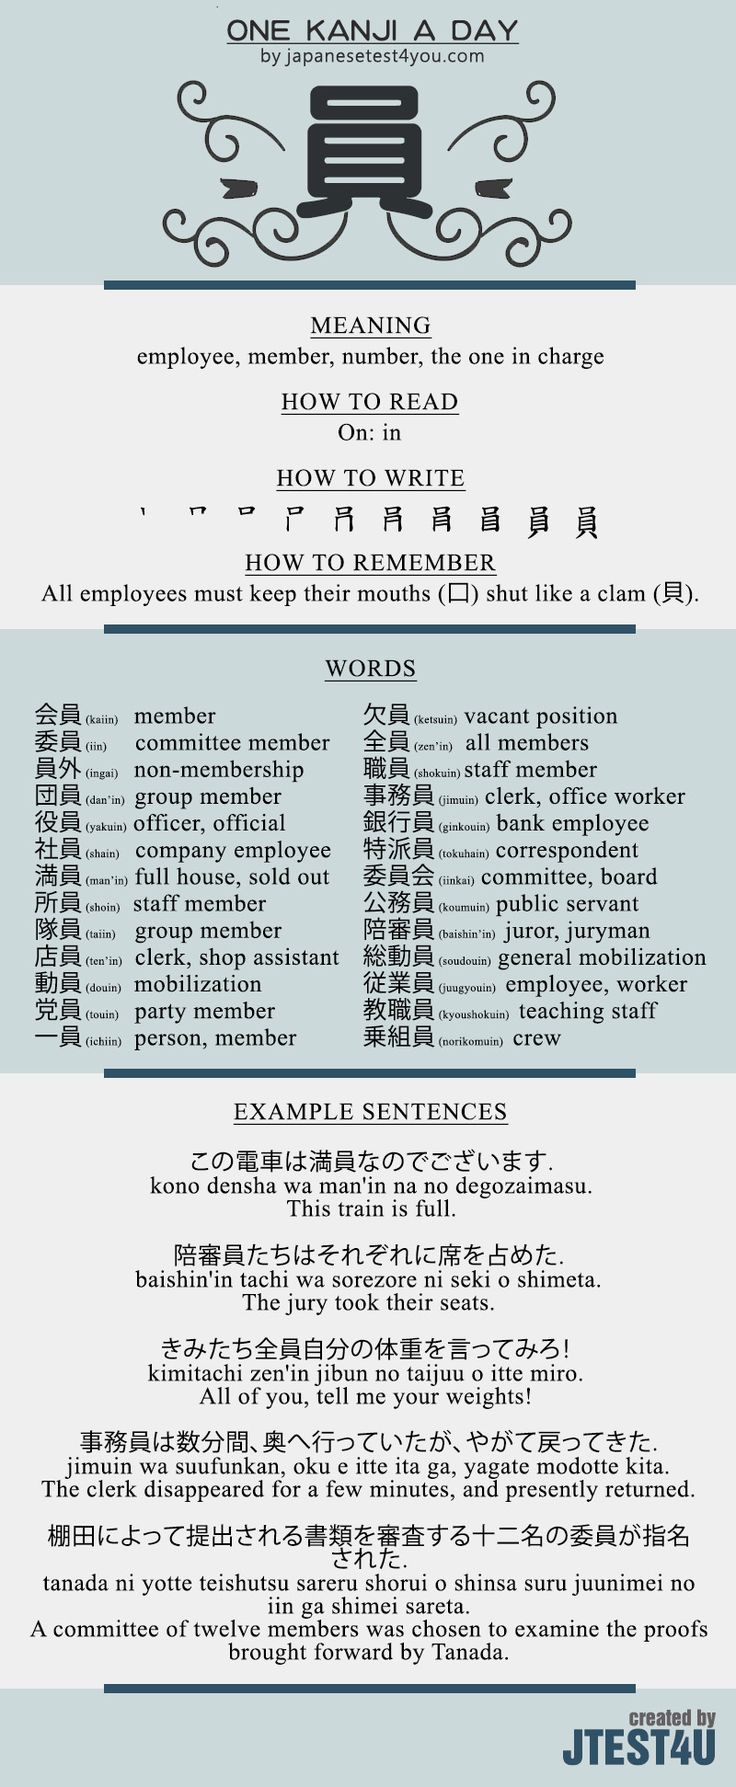 ONE KANJI A DAY
by japanesetest4you.com
員
MEANING
employee, member, number, the one in charge
HOW TO READ
On: in
HOW TO WRITE
HOW TO REMEMBER
All employees must keep their mouths (口) shut like a clam (貝).
WORDS
会員 (kaiin) member
委員 (iin) committee member
員外 (ingai) non-membership
団員 (dan'in) group member
役員 (yakuin) officer, official
社員 (shain) company employee
満員 (man'in) full house, sold out
所員 (shoin) staff member
隊員 (taiin) group member
店員 (ten'in) clerk, shop assistant
動員 (douin) mobilization
党員 (touin) party member
一員 (ichiin) person, member
欠員 (ketsuin) vacant position
全員 (zen'in) all members
職員 (shokuin) staff member
事務員 (jimuin) clerk, office worker
銀行員 (ginkouin) bank employee
特派員 (tokuhain) correspondent
委員会 (iinkai) committee, board
公務員 (koumuin) public servant
陪審員 (baishin'in) juror, juryman
総動員 (soudouin) general mobilization
従業員 (juugyouin) employee, worker
教職員 (kyoushokuin) teaching staff
乗組員 (norikomuin) crew
EXAMPLE SENTENCES
この電車は満員なのでございます.
kono densha wa man'in na no degozaimasu.
This train is full.
陪審員たちはそれぞれに席を占めた.
baishin'in tachi wa sorezore ni seki o shimeta.
The jury took their seats.
きみたち全員自分の体重を言ってみろ!
kimitachi zen'in jibun no taijuu o itte miro.
All of you, tell me your weights!
事務員は数分間、奥へ行っていたが、やがて戻ってきた.
jimuin wa suufunkan, oku e itte ita ga, yagate modotte kita.
The clerk disappeared for a few minutes, and presently returned.
棚田によって提出される書類を審査する十二名の委員が指名
された.
tanada ni yotte teishutsu sareru shorui o shinsa suru juunimei no
iin ga shimei sareta.
A committee of twelve members was chosen to examine the proofs
brought forward by Tanada.
created by
JTEST4U